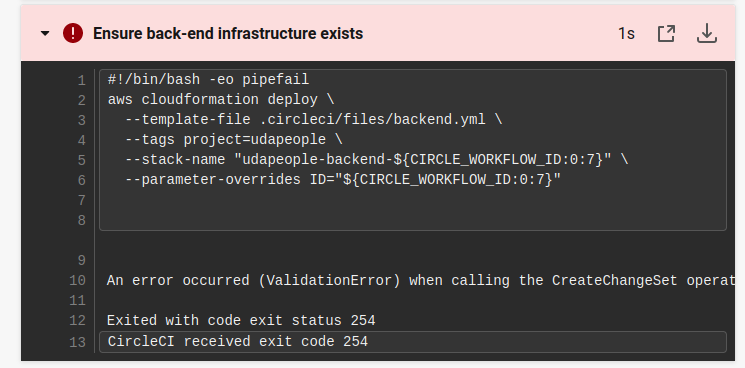 Ensure back-end infrastructure exists 1s
1 #!/bin/bash -eo pipefail
2 aws cloudformation deploy \
3 --template-file .circleci/files/backend.yml \
4 --tags project=udapeople \
5 --stack-name "udapeople-backend-${CIRCLE_WORKFLOW_ID:0:7}" \
6 --parameter-overrides ID="${CIRCLE_WORKFLOW_ID:0:7}"
7
8
9
10 An error occurred (ValidationError) when calling the CreateChangeSet operat
11
12 Exited with code exit status 254
13 CircleCI received exit code 254